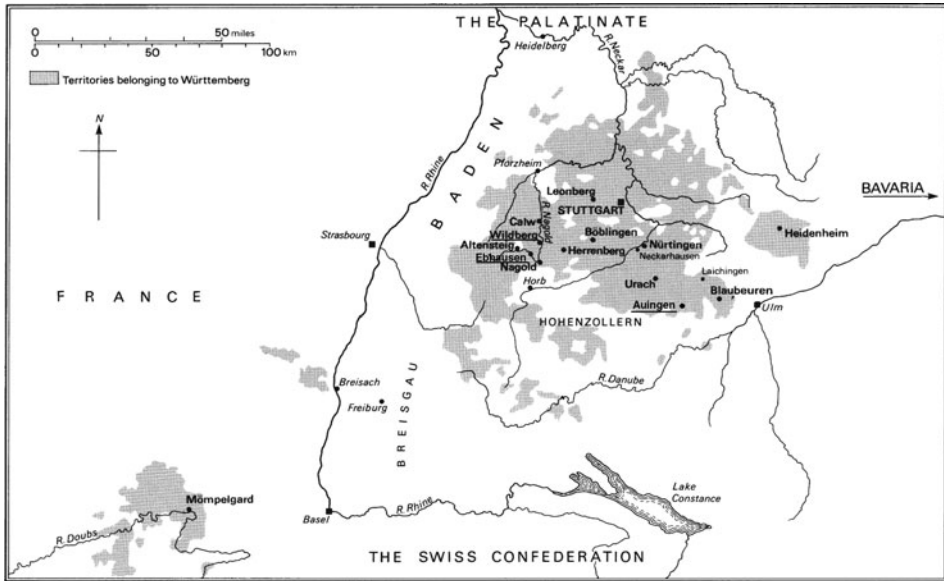 THE PALATINATE
0 50 miles
0 50 100 km
Territories belonging to Württemberg
N
Heidelberg
R. Neckar
R. Rhine
BADEN
Pforzheim
Leonberg
STUTTGART
R. Nagold
BAVARIA
Calw
Strasbourg
Wildberg
Böblingen
Heidenheim
Altensteig
Herrenberg
Nürtingen
Neckarhausen
Ebhausen
Nagold
Laichingen
FRANCE
Horb
Urach
Blaubeuren
Auingen
Ulm
HOHENZOLLERN
R. Danube
Breisach
Freiburg
BREISGAU
Lake
Constance
Mömpelgard
Basel
R. Rhine
R. Doubs
THE SWISS CONFEDERATION